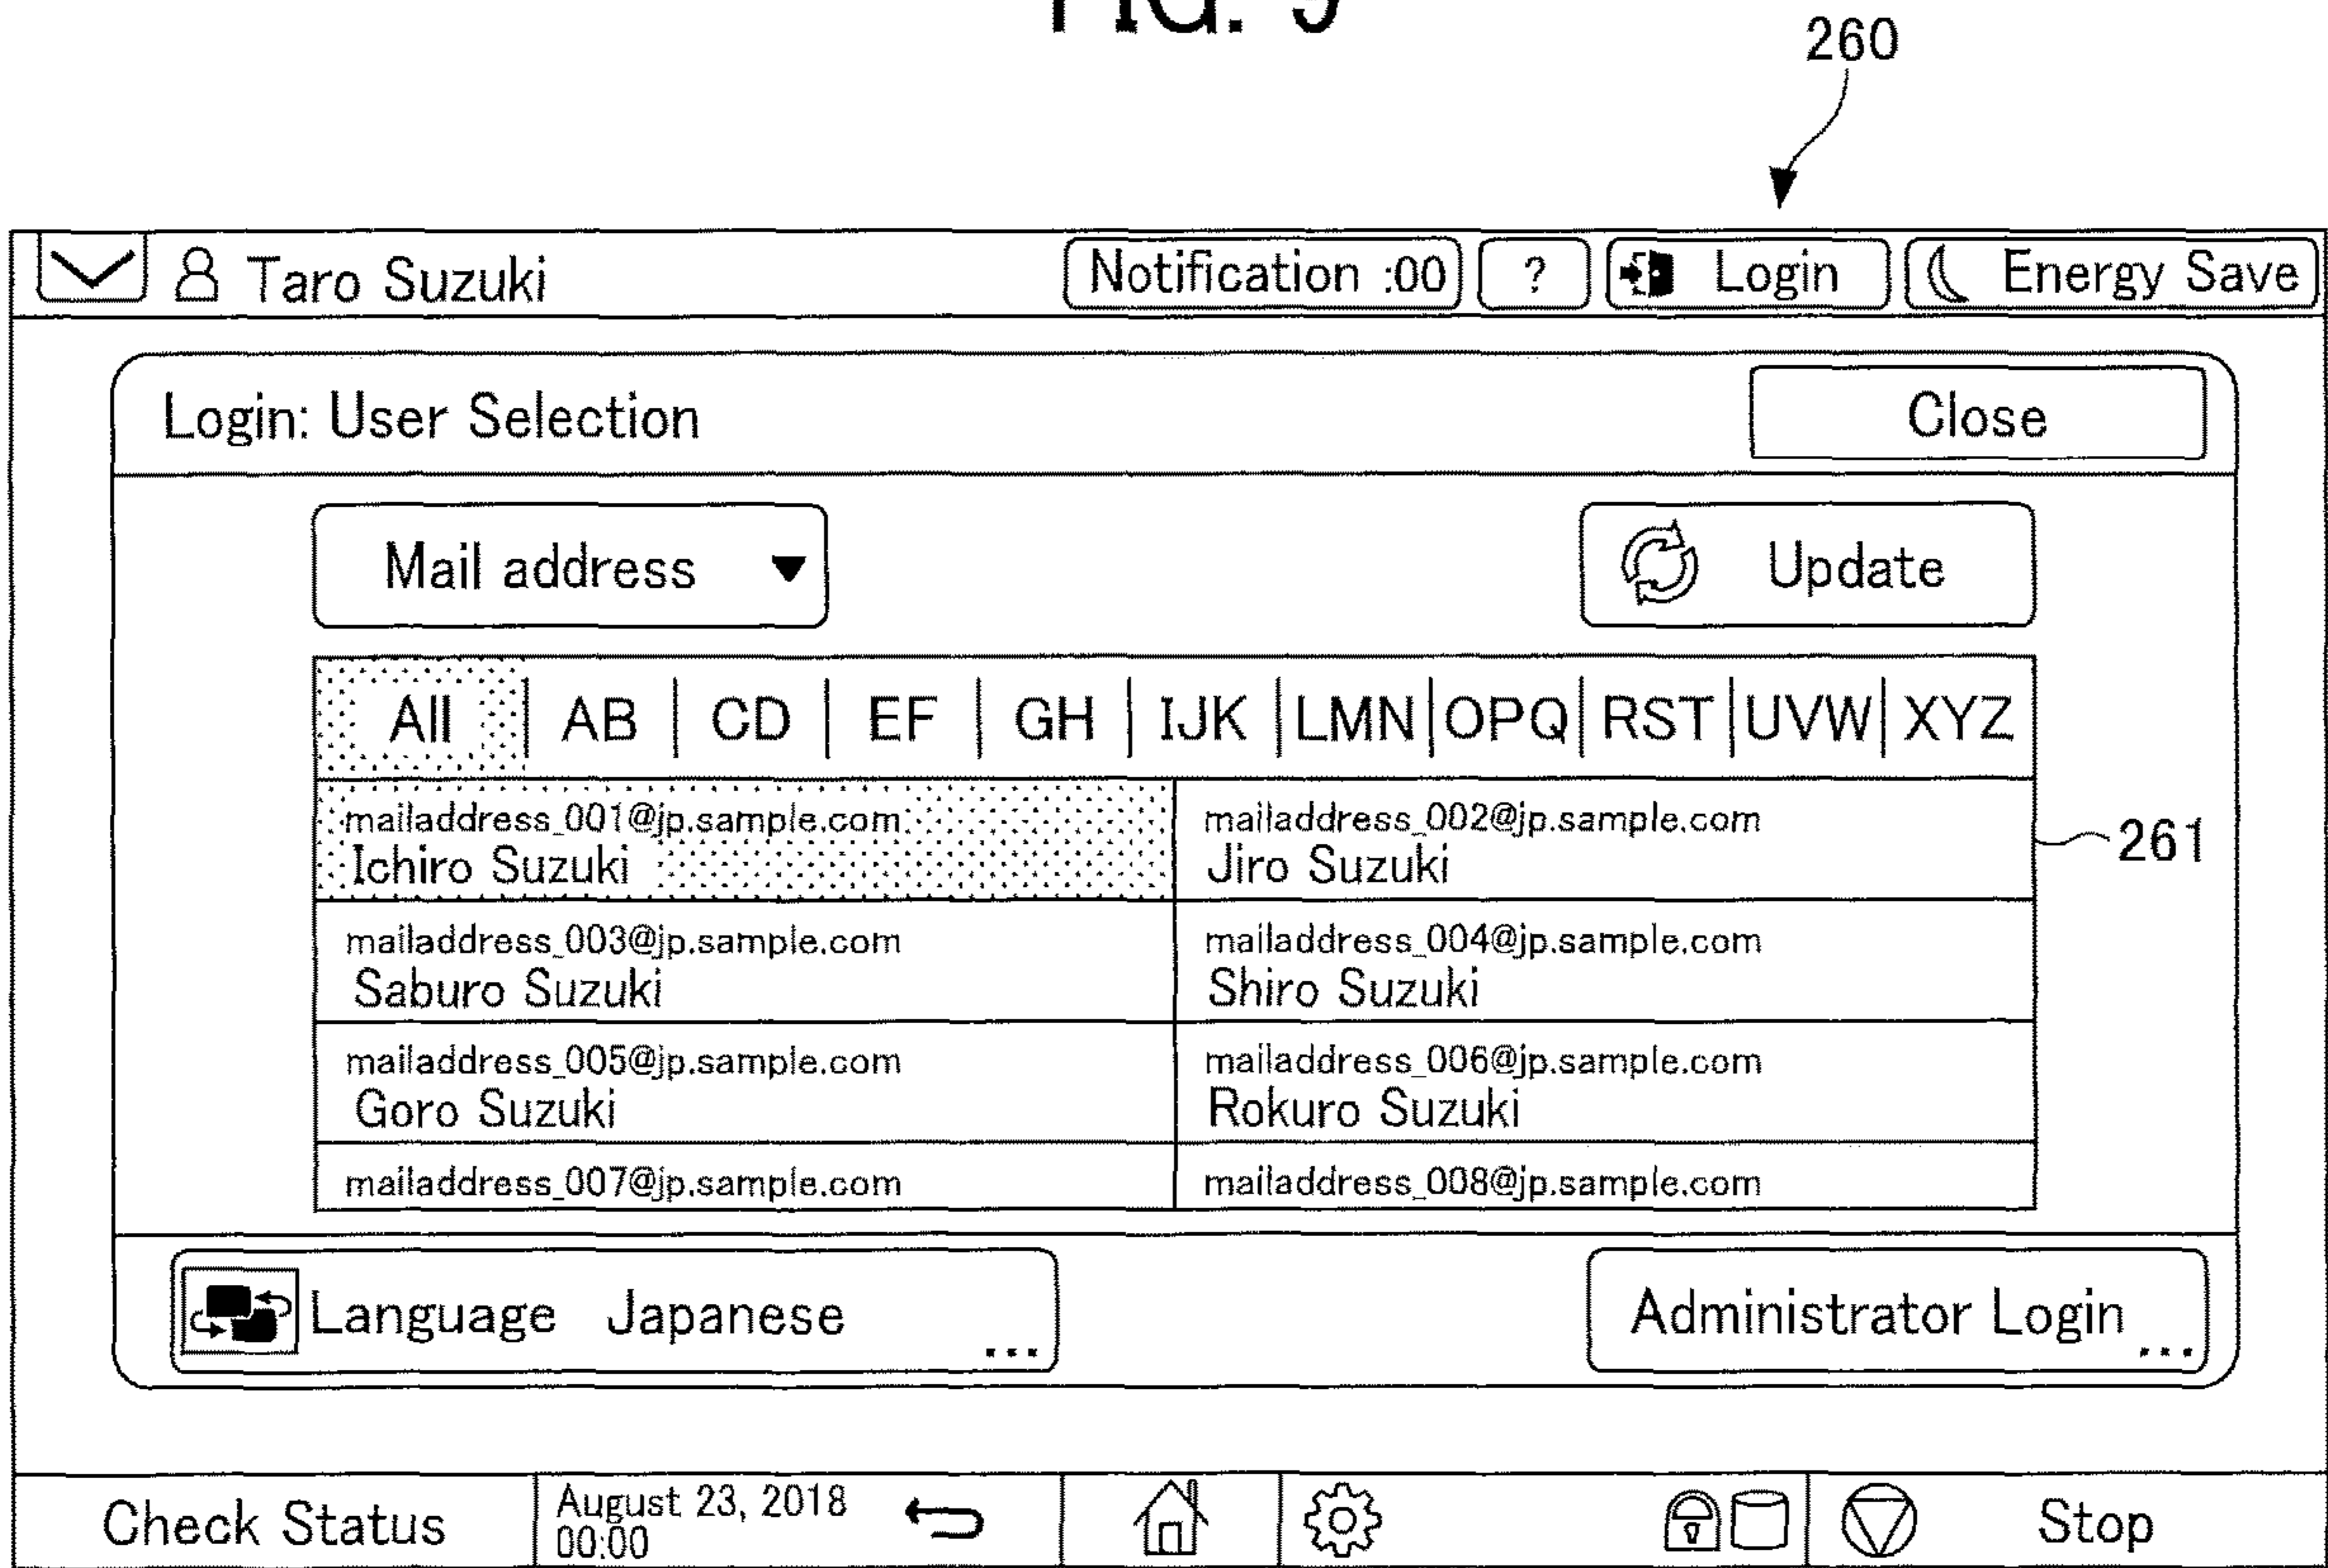 FIG. 9
260
Taro Suzuki Notification :00 ? Login Energy Save
Login: User Selection Close
Mail address Update
All AB CD EF GH IJK LMN OPQ RST UVW XYZ
mailaddress_001@jp.sample.com mailaddress_002@jp.sample.com
Ichiro Suzuki Jiro Suzuki
261
mailaddress_003@jp.sample.com mailaddress_004@jp.sample.com
Saburo Suzuki Shiro Suzuki
mailaddress_005@jp.sample.com mailaddress_006@jp.sample.com
Goro Suzuki Rokuro Suzuki
mailaddress_007@jp.sample.com mailaddress_008@jp.sample.com
Language Japanese ... Administrator Login ...
Check Status August 23, 2018 Stop
00:00